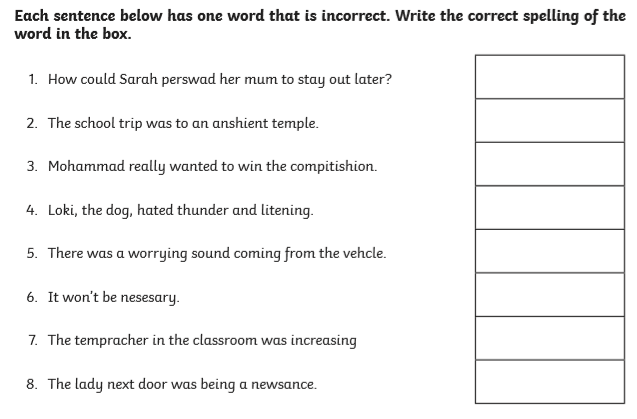 Each sentence below has one word that is incorrect. Write the correct spelling of the
word in the box.
1. How could Sarah perswad her mum to stay out later?
2. The school trip was to an anshient temple.
3. Mohammad really wanted to win the compitishion.
4. Loki, the dog, hated thunder and litening.
5. There was a worrying sound coming from the vehcle.
6. It won't be nesesary.
7. The tempracher in the classroom was increasing
8. The lady next door was being a newsance.